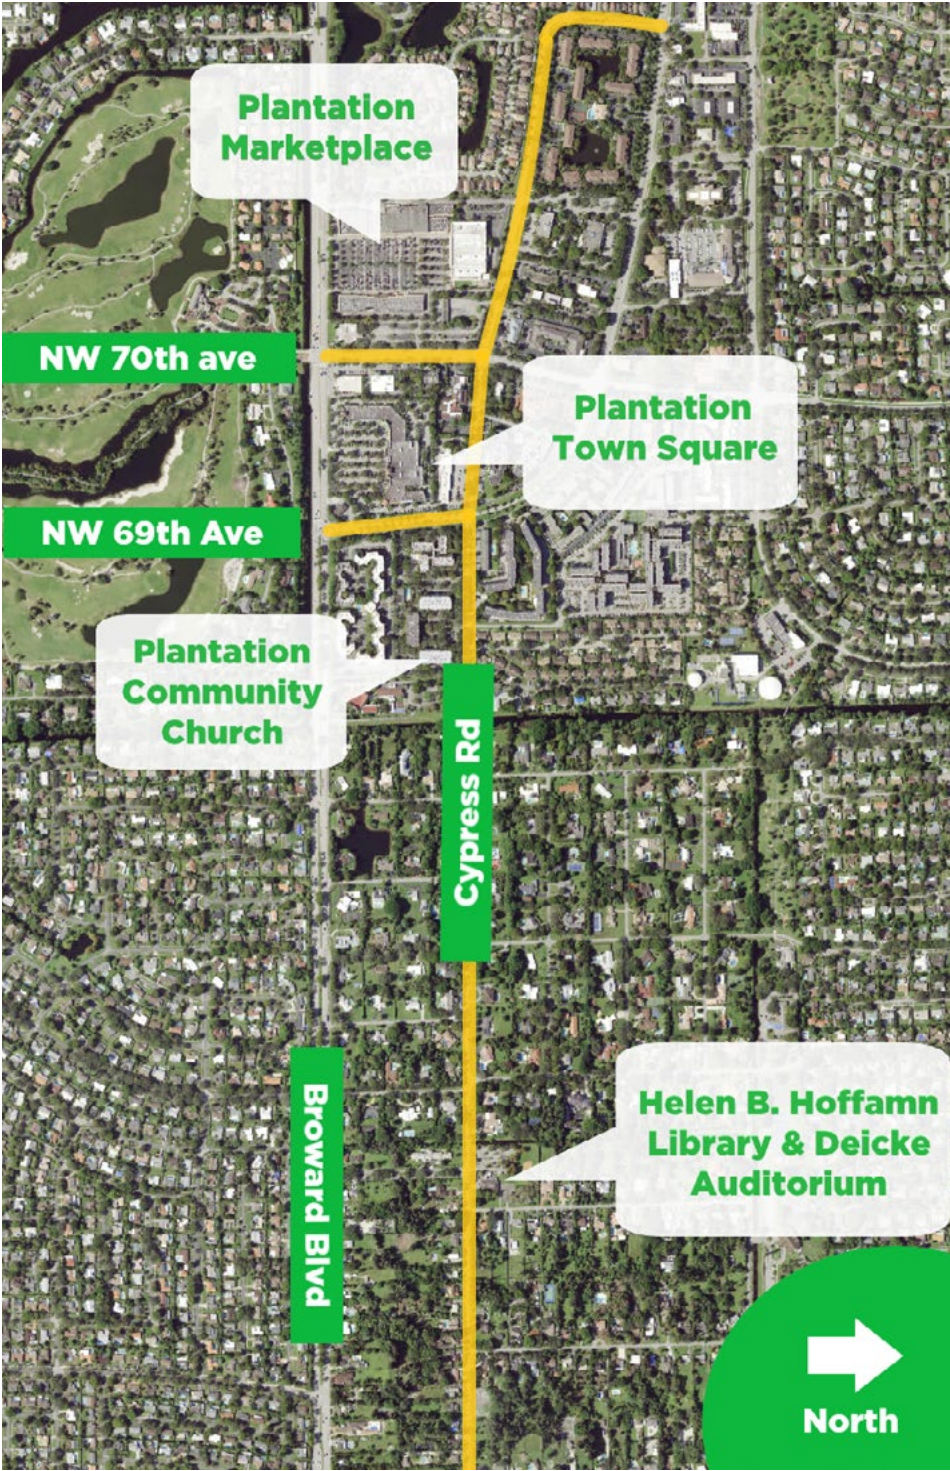 Plantation
Marketplace
NW 70th ave
Plantation
Town Square
NW 69th Ave
Plantation
Community
Church
Cypress Rd
Broward Blvd
Helen B. Hoffamn
Library & Deicke
Auditorium
North